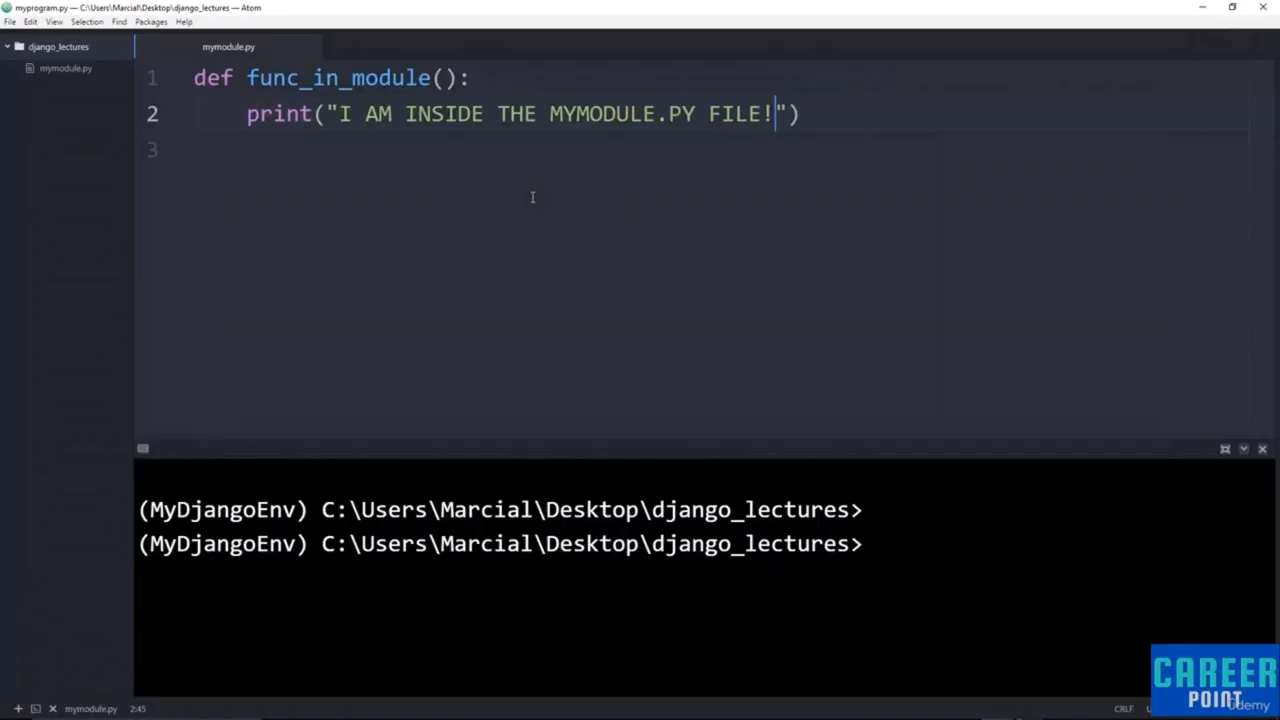 myprogram.py — C:\Users\Marcial\Desktop\django_lectures — Atom
File Edit View Selection Find Packages Help
django_lectures
mymodule.py
mymodule.py
1 def func_in_module():
2 print("I AM INSIDE THE MYMODULE.PY FILE!")
3
(MyDjangoEnv) C:\Users\Marcial\Desktop\django_lectures>
(MyDjangoEnv) C:\Users\Marcial\Desktop\django_lectures>
mymodule.py 2:45
CRLF
CAREER
POINT
Udemy